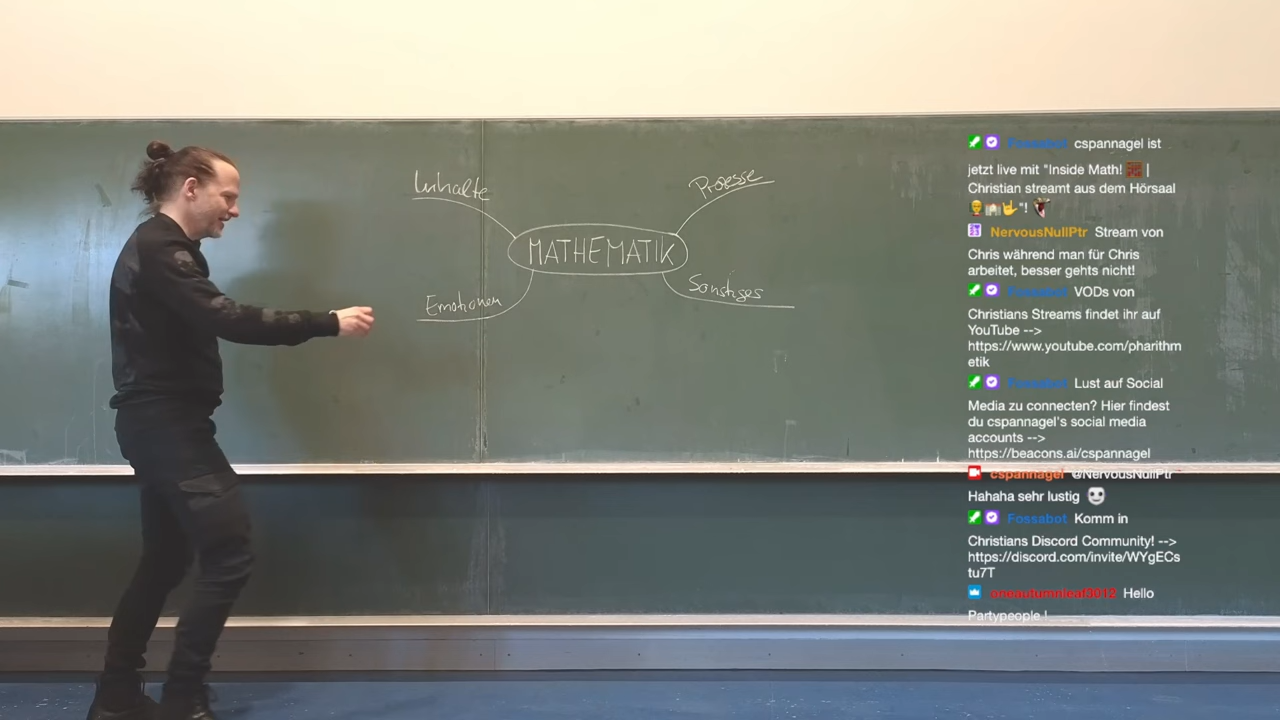 Inhalte
Prozesse
MATHEMATIK
Emotionen
Sonstiges
Fossabot cspannagel ist
jetzt live mit "Inside Math! |
Christian streamt aus dem Hörsaal
"!
NervousNullPtr Stream von
Chris während man für Chris
arbeitet, besser gehts nicht!
Fossabot VODs von
Christians Streams findet ihr auf
YouTube -->
https://www.youtube.com/pharithm
etik
Fossabot Lust auf Social
Media zu connecten? Hier findest
du cspannagel's social media
accounts -->
https://beacons.ai/cspannagel
cspannagel @NervousNullPtr
Hahaha sehr lustig
Fossabot Komm in
Christians Discord Community! -->
https://discord.com/invite/WYgECs
tu7T
oneautumnleaf3012 Hello
Partypeople !